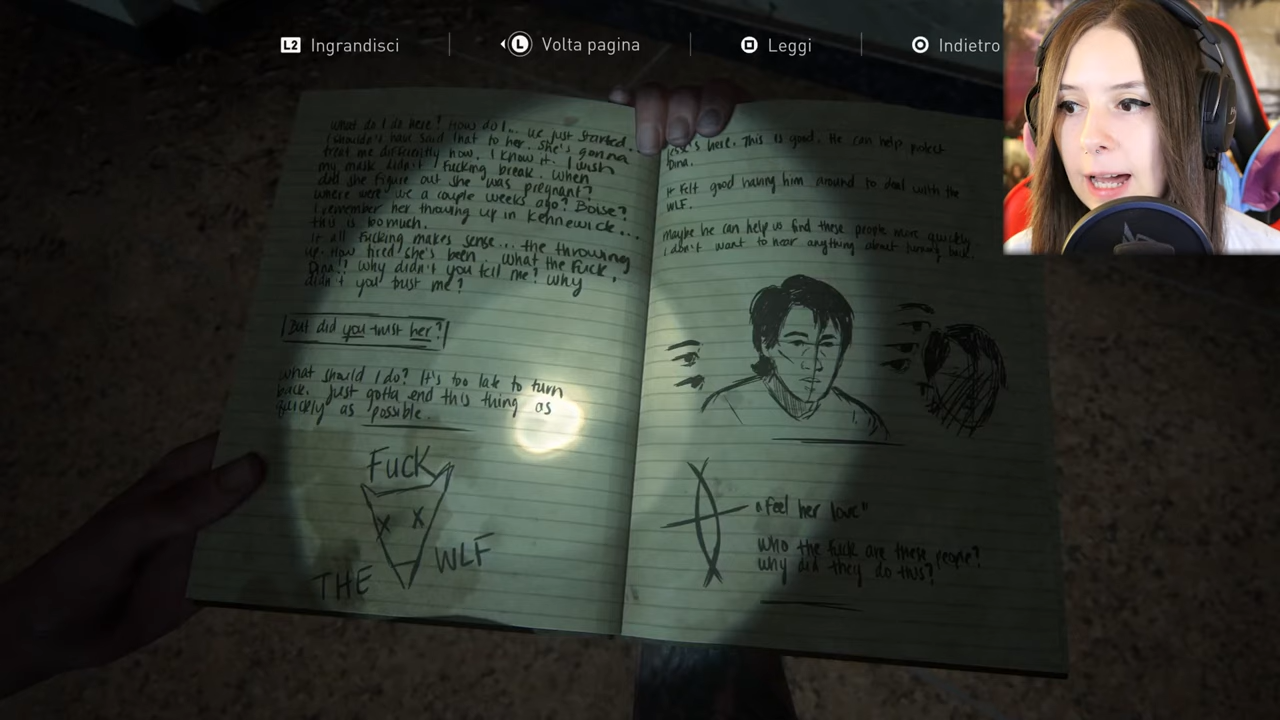 L2 Ingrandisci
L Volta pagina
Leggi
Indietro
What do I do here? How do I... we just started.
I shouldn't have said that to her. She's gonna
treat me differently now. I know it. I wish
my mask didn't fucking break. When
did she figure out she was pregnant?
where were we a couple weeks ago? Boise?
I remember her throwing up in Kennewick...
this is too much.
It all fucking makes sense... the throwing
up. How tired she's been. what the fuck,
Dina!? Why didn't you tell me? Why
didn't you trust me?
But did you trust her?
What should I do? It's too late to turn
back. Just gotta end this thing as
quickly as possible.
Fuck
THE WLF
Jesse's here. This is good. He can help protect
Dina.
It felt good having him around to deal with the
WLF.
Maybe he can help us find these people more quickly
I don't want to hear anything about turning back.
"Feel her love"
Who the fuck are these people?
why did they do this?